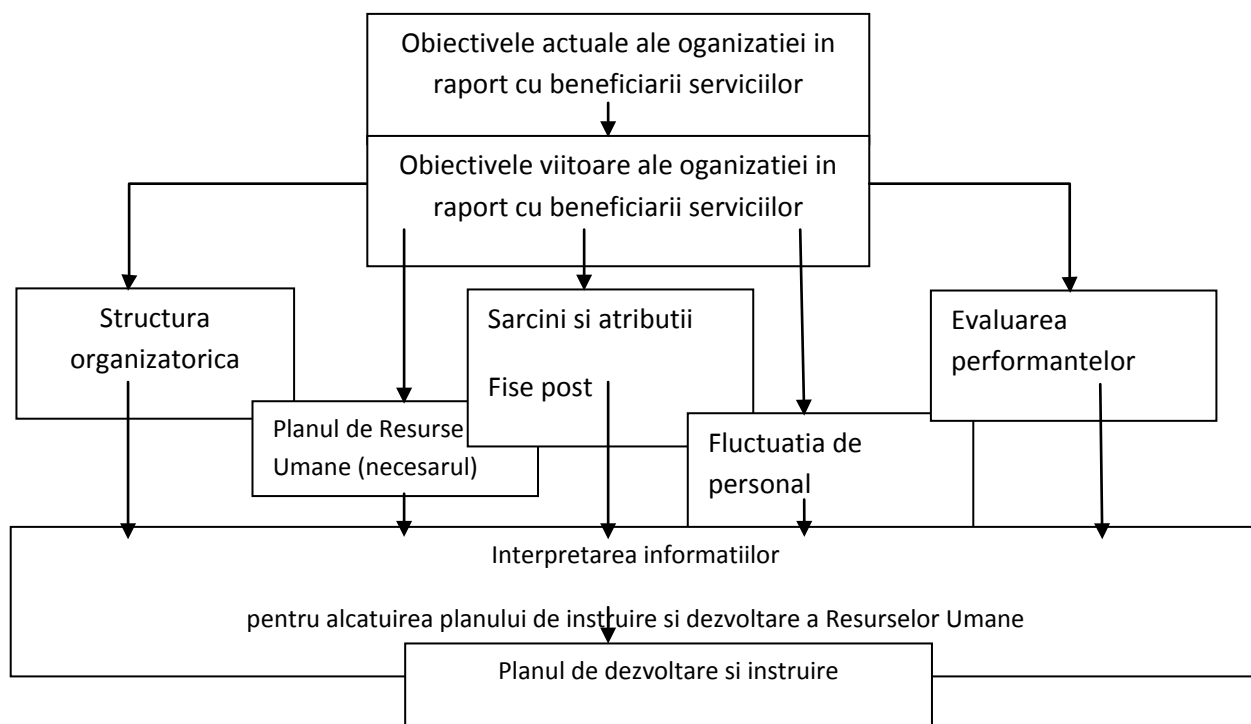 Obiectivele actuale ale oganizatiei in
raport cu beneficiarii serviciilor
Obiectivele viitoare ale oganizatiei in
raport cu beneficiarii serviciilor
Structura
organizatorica
Planul de Resurse
Umane (necesarul)
Sarcini si atributii
Fise post
Fluctuatia de
personal
Evaluarea
performantelor
Interpretarea informatiilor
pentru alcatuirea planului de instruire si dezvoltare a Resurselor Umane
Planul de dezvoltare si instruire